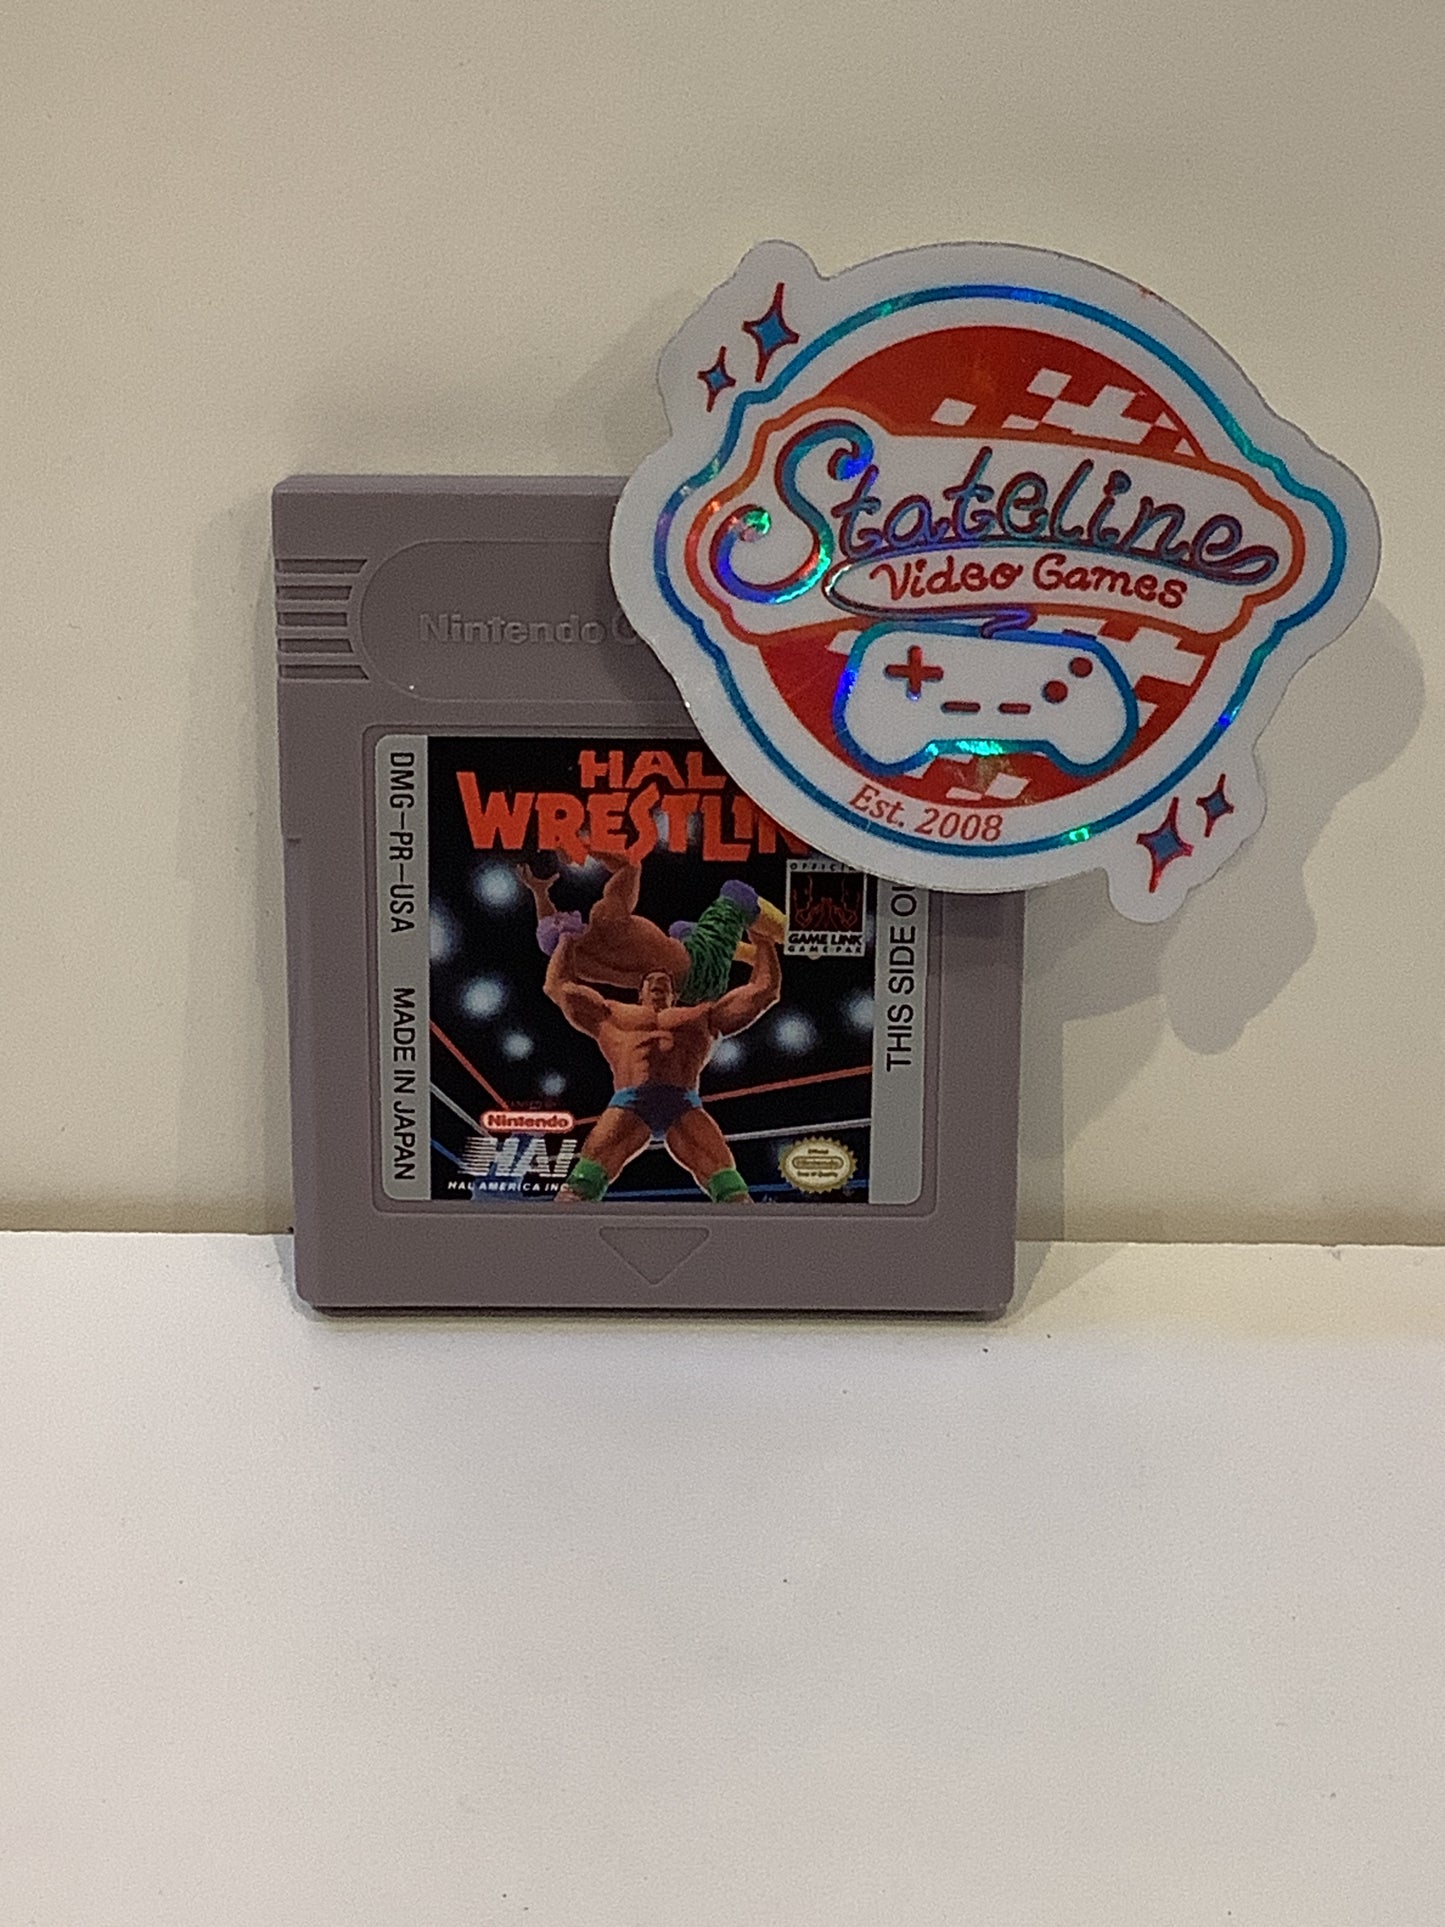 Stateline
Video Games
Est. 2008
Nintendo
DMG-PR-USA MADE IN JAPAN
HAL
WRESTLIN
GAME LINK
GAME-PAK
THIS SIDE
Nintendo
HAL
HAL AMERICA INC.
Official
Nintendo